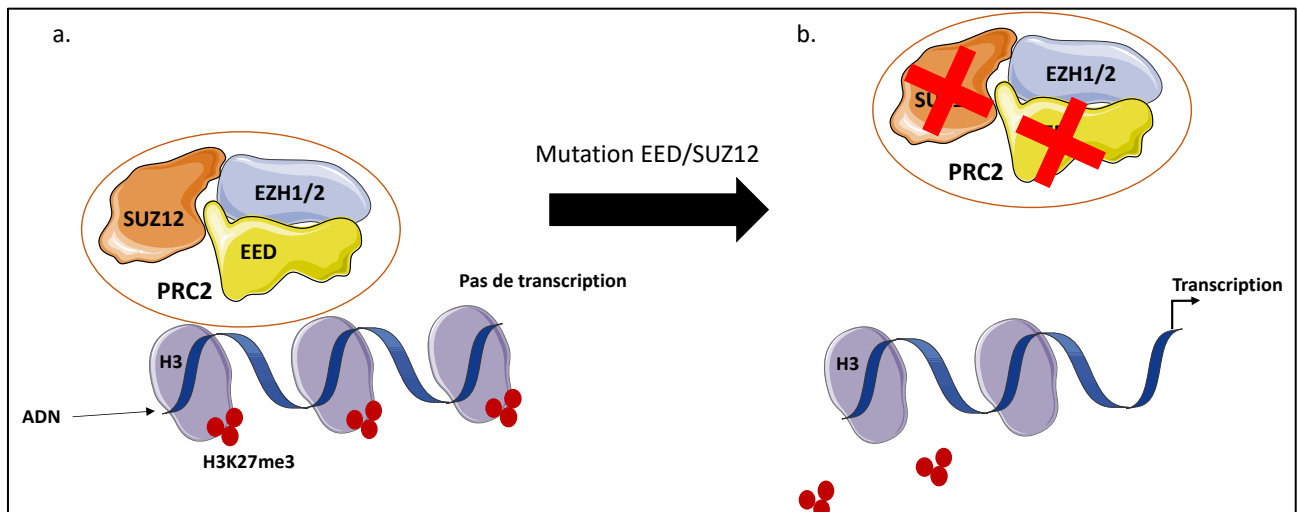 a.
SUZ12
EZH1/2
EED
PRC2
Pas de transcription
H3
ADN
H3K27me3
Mutation EED/SUZ12
b.
EZH1/2
PRC2
Transcription
H3